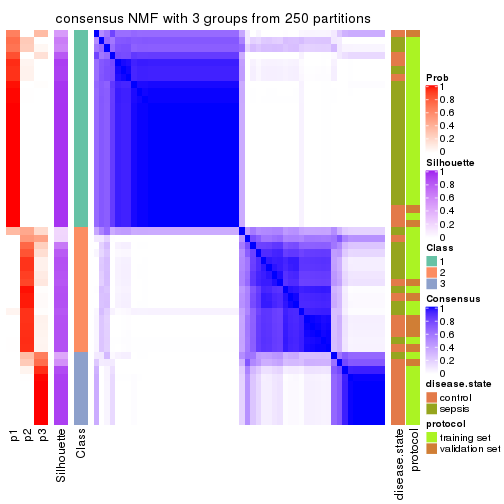 consensus NMF with 3 groups from 250 partitions
Prob
1
0.8
0.6
0.4
0.2
0
Silhouette
1
0.8
0.6
0.4
0.2
0
Class
1
2
3
Consensus
1
0.8
0.6
0.4
0.2
0
disease.state
control
sepsis
protocol
training set
validation set
p1
p2
p3
Silhouette
Class
disease.state
protocol